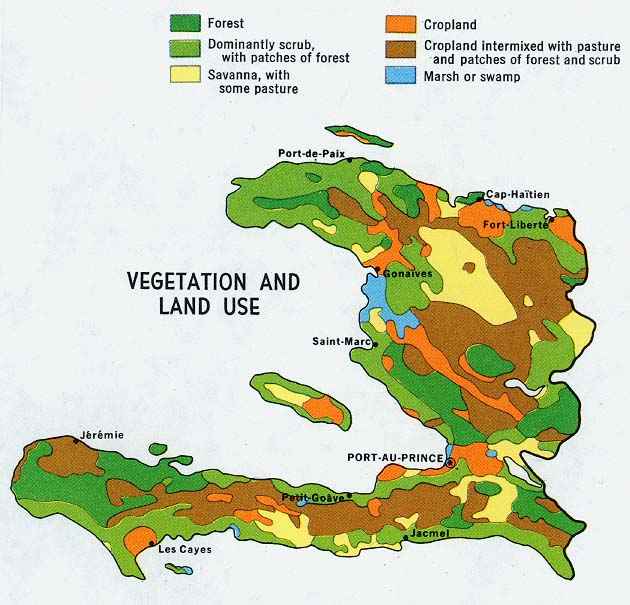 Forest
Dominantly scrub,
with patches of forest
Savanna, with
some pasture
Cropland
Cropland intermixed with pasture
and patches of forest and scrub
Marsh or swamp
Port-de-Paix
Cap-Haïtien
Fort-Liberté
Gonaïves
VEGETATION AND
LAND USE
Saint-Marc
Jérémie
PORT-AU-PRINCE
Petit-Goâve
Jacmel
Les Cayes